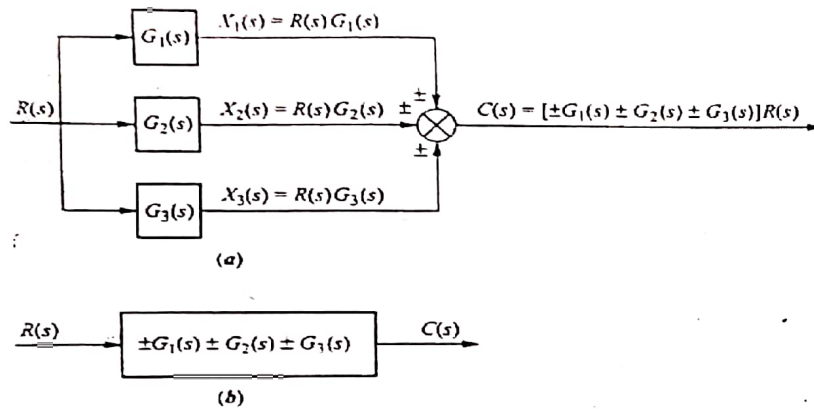 X₁(s) = R(s)G₁(s)
G₁(s)
±
R(s)
G₂(s)
X₂(s) = R(s)G₂(s)
±
C(s) = [±G₁(s) ± G₂(s) ± G₃(s)]R(s)
±
G₃(s)
X₃(s) = R(s)G₃(s)
(a)
R(s)
±G₁(s) ± G₂(s) ± G₃(s)
C(s)
(b)